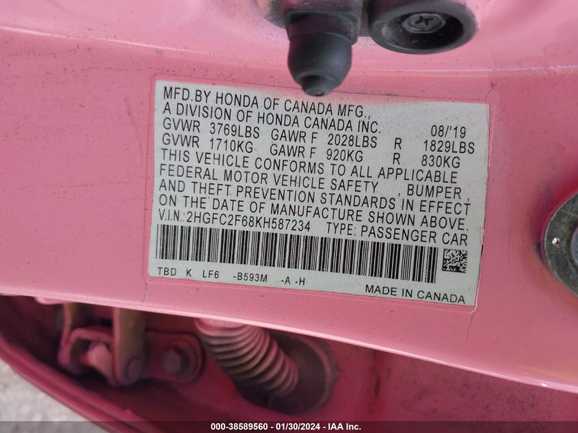 MFD.BY HONDA OF CANADA MFG.,
A DIVISION OF HONDA CANADA INC. 08/'19
GVWR 3769LBS GAWR F 2028LBS R 1829LBS
GVWR 1710KG GAWR F 920KG R 830KG
THIS VEHICLE CONFORMS TO ALL APPLICABLE
FEDERAL MOTOR VEHICLE SAFETY , BUMPER ,
AND THEFT PREVENTION STANDARDS IN EFFECT
ON THE DATE OF MANUFACTURE SHOWN ABOVE.
V.I.N.: 2HGFC2F68KH587234 TYPE: PASSENGER CAR
TBD K LF6 -B593M -A -H
MADE IN CANADA
000-38589560 - 01/30/2024 - IAA Inc.